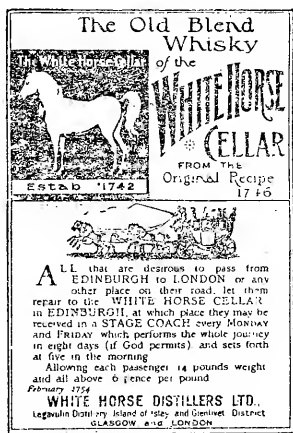 The Old Blend
Whisky
of the
WHITE HORSE
CELLAR
FROM THE
Original Recipe
1746
The White Horse Cellar
Estab 1742
ALL that are desirous to pass from
EDINBURGH to LONDON or any
other place on their road, let them
repair to the WHITE HORSE CELLAR
in EDINBURGH, at which place they may be
received in a STAGE COACH every MONDAY
and FRIDAY which performs the whole journey
in eight days (if God permits) and sets forth
at five in the morning
Allowing each passenger 14 pounds weight
and all above 6 pence per pound
February 1754
WHITE HORSE DISTILLERS LTD.,
Lagavulin Distillery Island of Islay and Glenlivet District
GLASGOW and LONDON